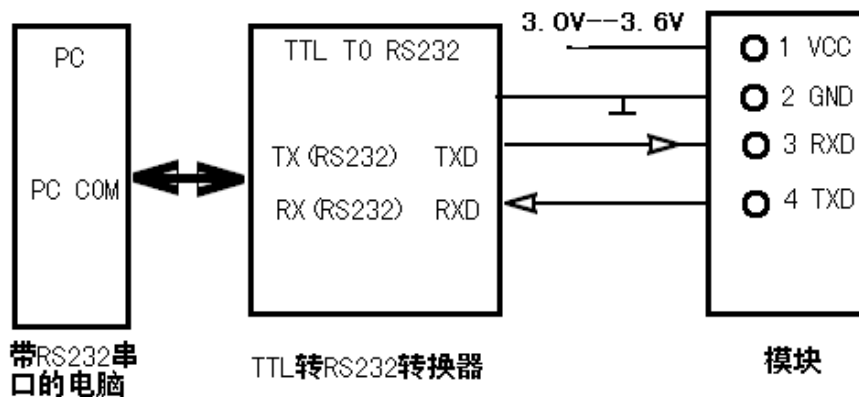 PC
PC COM
带RS232串
口的电脑
TTL TO RS232
TX(RS232) TXD
RX(RS232) RXD
TTL转RS232转换器
3.0V--3.6V
1 VCC
2 GND
3 RXD
4 TXD
模块